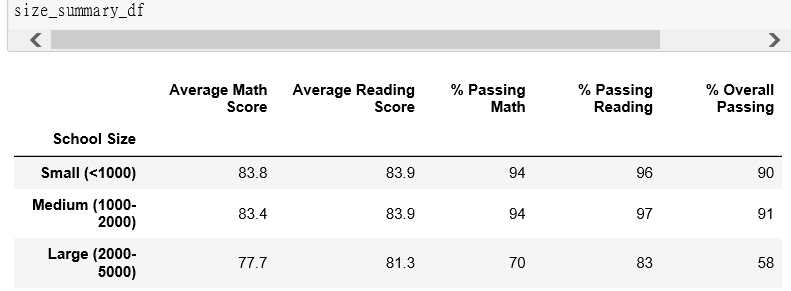 size_summary_df
Average Math Score Average Reading Score % Passing Math % Passing Reading % Overall Passing
School Size
Small (<1000) 83.8 83.9 94 96 90
Medium (1000-2000) 83.4 83.9 94 97 91
Large (2000-5000) 77.7 81.3 70 83 58